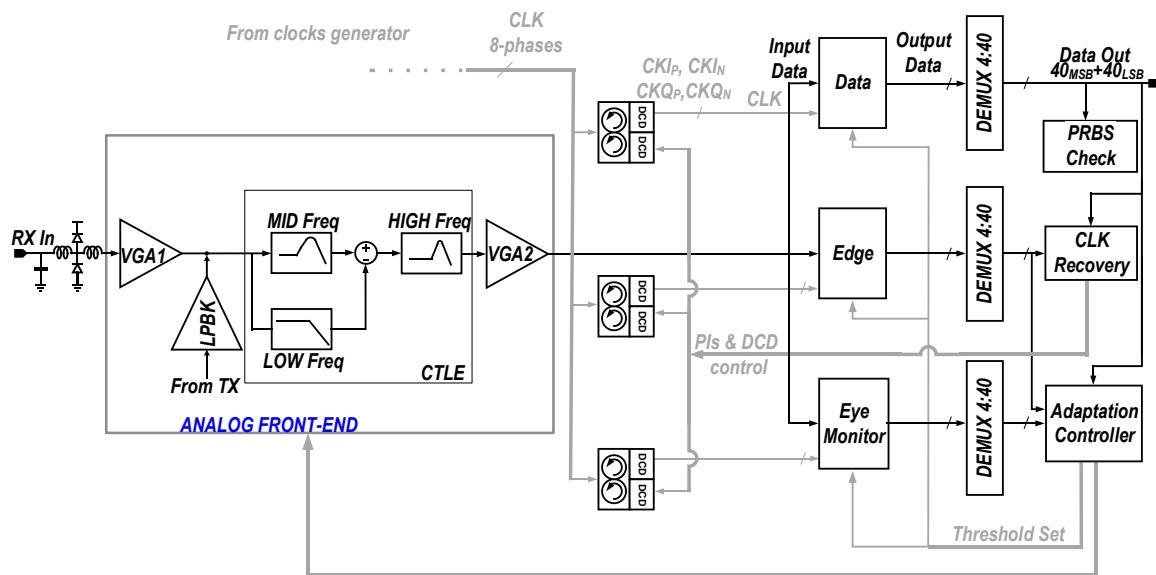 From clocks generator
CLK
8-phases
CKIP, CKIN
CKQP,CKQN
CLK
DCD
DCD
Input
Data
Data
Output
Data
DEMUX 4:40
Data Out
40MSB+40LSB
PRBS
Check
RX In
VGA1
LPBK
From TX
MID Freq
LOW Freq
HIGH Freq
CTLE
VGA2
ANALOG FRONT-END
DCD
DCD
Edge
DEMUX 4:40
CLK
Recovery
PIs & DCD
control
DCD
DCD
Eye
Monitor
DEMUX 4:40
Adaptation
Controller
Threshold Set